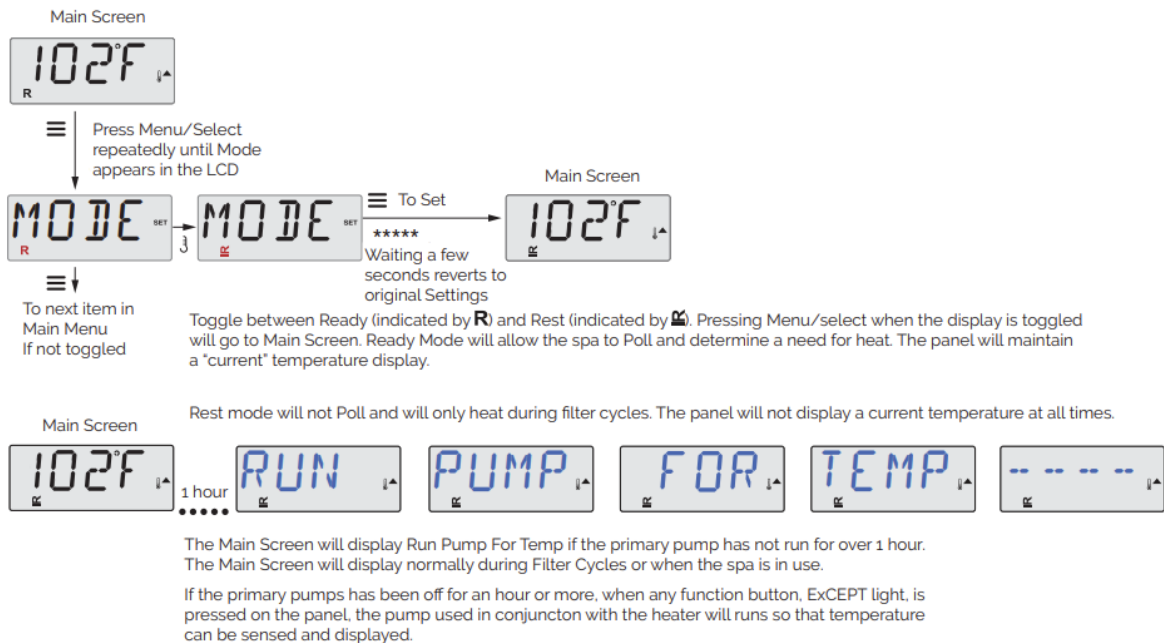 Main Screen
102°F
R
Press Menu/Select
repeatedly until Mode
appears in the LCD
MODE SET
R
MODE SET
R
To Set
*****
Waiting a few
seconds reverts to
original Settings
Main Screen
102°F
R
To next item in
Main Menu
If not toggled
Toggle between Ready (indicated by R) and Rest (indicated by R). Pressing Menu/select when the display is toggled
will go to Main Screen. Ready Mode will allow the spa to Poll and determine a need for heat. The panel will maintain
a “current” temperature display.
Rest mode will not Poll and will only heat during filter cycles. The panel will not display a current temperature at all times.
Main Screen
102°F
R
1 hour
RUN
R
PUMP
R
FOR
R
TEMP
R
----
R
The Main Screen will display Run Pump For Temp if the primary pump has not run for over 1 hour.
The Main Screen will display normally during Filter Cycles or when the spa is in use.
If the primary pumps has been off for an hour or more, when any function button, ExCEPT light, is
pressed on the panel, the pump used in conjuncton with the heater will runs so that temperature
can be sensed and displayed.